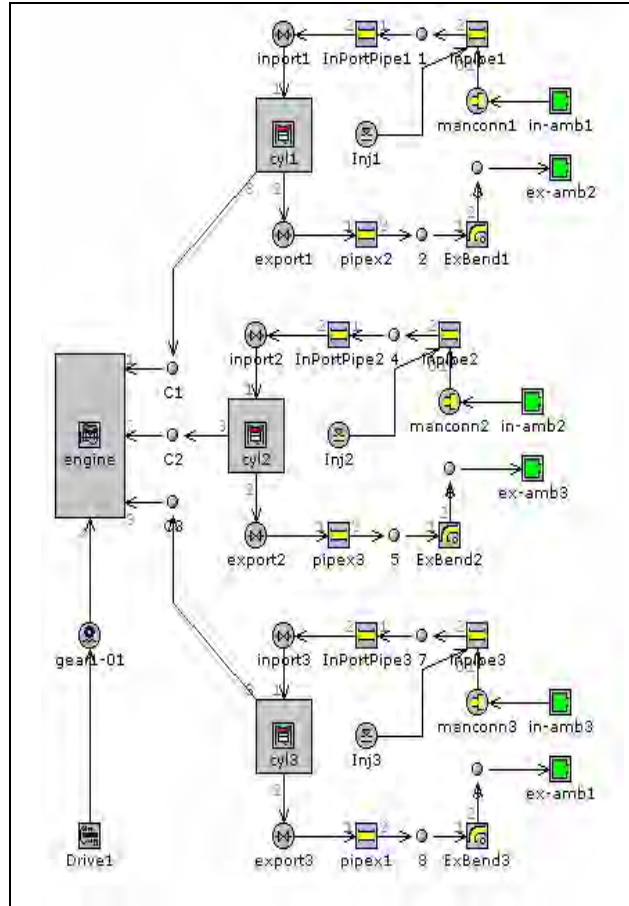 inport1 InPortPipe1 1 Inpipe1
manconn1 in-amb1
cyl1 Inj1
ex-amb2
export1 pipex2 2 ExBend1
inport2 InPortPipe2 4 Inpipe2
C1
manconn2 in-amb2
engine C2 cyl2 Inj2
ex-amb3
C3
export2 pipex3 5 ExBend2
gear1-01
inport3 InPortPipe3 7 Inpipe3
manconn3 in-amb3
cyl3 Inj3
ex-amb1
Drive1 export3 pipex1 8 ExBend3